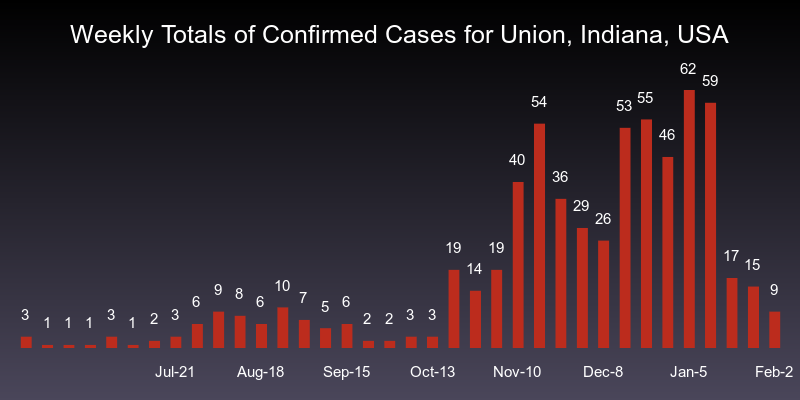 Weekly Totals of Confirmed Cases for Union, Indiana, USA
3 1 1 1 3 1 2 3 6 9 8 6 10 7 5 6 2 2 3 3 19 14 19 40 54 36 29 26 53 55 46 62 59 17 15 9
Jul-21 Aug-18 Sep-15 Oct-13 Nov-10 Dec-8 Jan-5 Feb-2